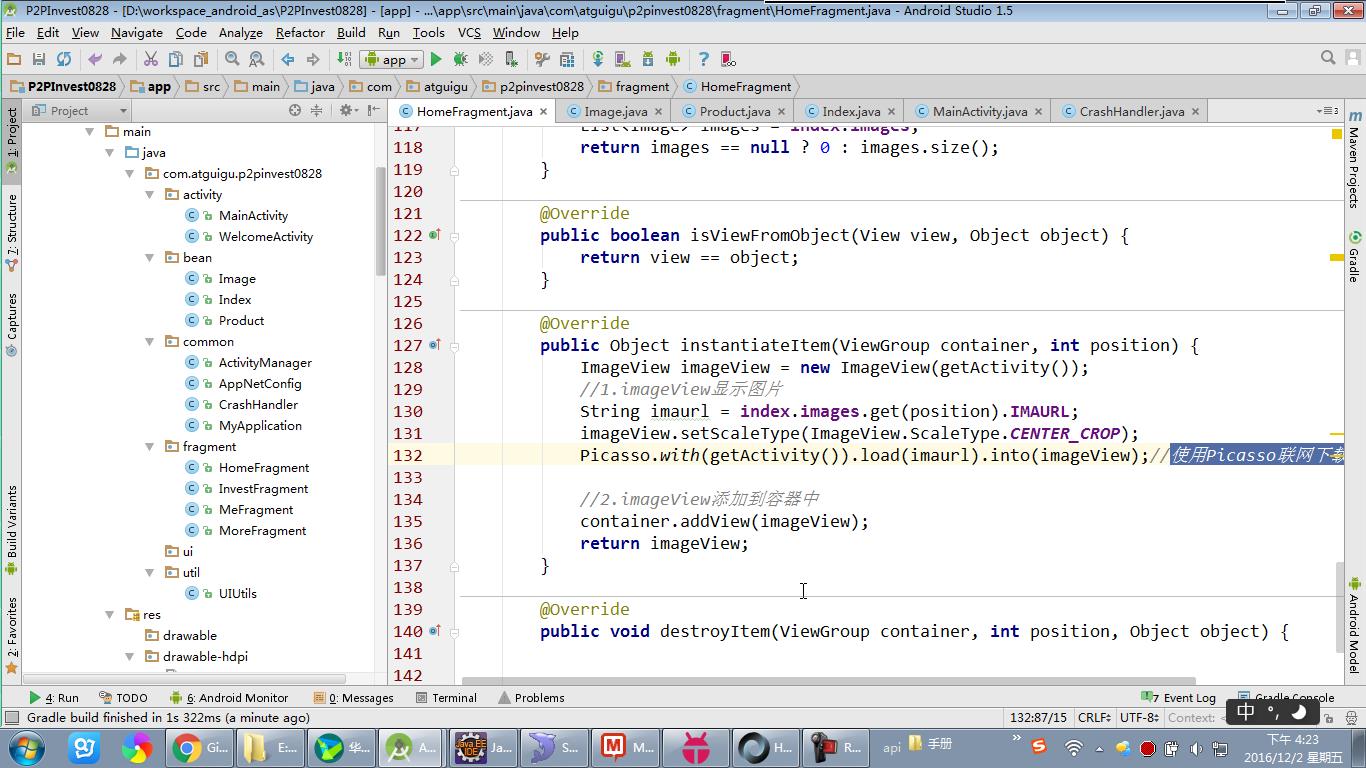 P2PInvest0828 - [D:\workspace_android_as\P2PInvest0828] - [app] - ...\app\src\main\java\com\atguigu\p2pinvest0828\fragment\HomeFragment.java - Android Studio 1.5
File Edit View Navigate Code Analyze Refactor Build Run Tools VCS Window Help
app
P2PInvest0828 app src main java com atguigu p2pinvest0828 fragment HomeFragment
Project
HomeFragment.java Image.java Product.java Index.java MainActivity.java CrashHandler.java
1: Project
7: Structure
Captures
Build Variants
2: Favorites
main
java
com.atguigu.p2pinvest0828
activity
MainActivity
WelcomeActivity
bean
Image
Index
Product
common
ActivityManager
AppNetConfig
CrashHandler
MyApplication
fragment
HomeFragment
InvestFragment
MeFragment
MoreFragment
ui
util
UIUtils
res
drawable
drawable-hdpi
117 List<Image> images = index.images;
118 return images == null ? 0 : images.size();
119 }
120
121 @Override
122 public boolean isViewFromObject(View view, Object object) {
123 return view == object;
124 }
125
126 @Override
127 public Object instantiateItem(ViewGroup container, int position) {
128 ImageView imageView = new ImageView(getActivity());
129 //1.imageView显示图片
130 String imaurl = index.images.get(position).IMAURL;
131 imageView.setScaleType(ImageView.ScaleType.CENTER_CROP);
132 Picasso.with(getActivity()).load(imaurl).into(imageView);//使用Picasso联网下载
133
134 //2.imageView添加到容器中
135 container.addView(imageView);
136 return imageView;
137 }
138
139 @Override
140 public void destroyItem(ViewGroup container, int position, Object object) {
141
142
Maven Projects
Gradle
Android Model
4: Run TODO 6: Android Monitor 0: Messages Terminal Problems 7 Event Log Gradle Console
Gradle build finished in 1s 322ms (a minute ago) 132:87/15 CRLF UTF-8 Context:
中
Gi... E:... 华... A... Ja... S... M... H... R... api 手册
Java EE IDE
下午 4:23
2016/12/2 星期五